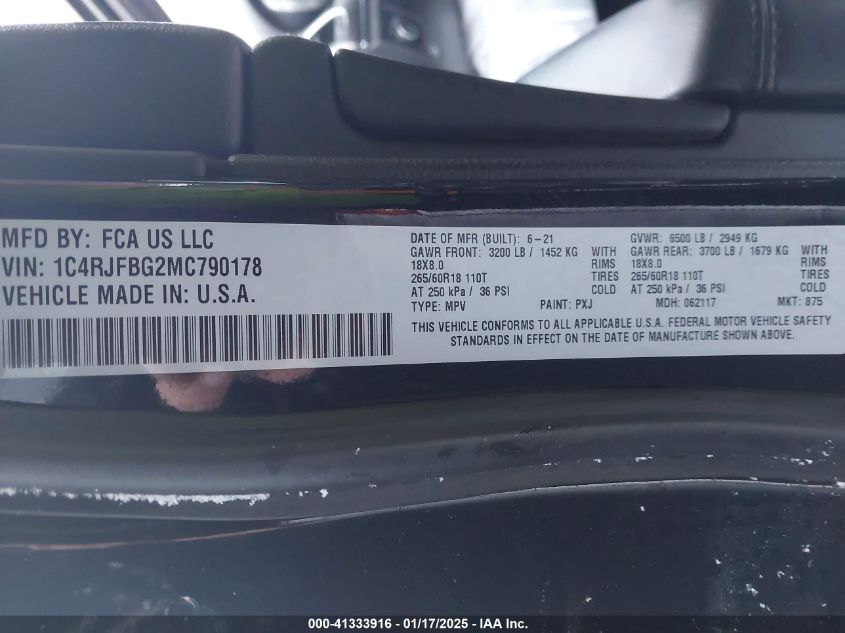 MFD BY: FCA US LLC
VIN: 1C4RJFBG2MC790178
VEHICLE MADE IN: U.S.A.
DATE OF MFR (BUILT): 6-21
GAWR FRONT: 3200 LB / 1452 KG WITH
18X8.0 RIMS
265/60R18 110T TIRES
AT 250 kPa / 36 PSI COLD
TYPE: MPV PAINT: PXJ
GVWR: 6500 LB / 2949 KG
GAWR REAR: 3700 LB / 1679 KG WITH
18X8.0 RIMS
265/60R18 110T TIRES
AT 250 kPa / 36 PSI COLD
MDH: 062117 MKT: 875
THIS VEHICLE CONFORMS TO ALL APPLICABLE U.S.A. FEDERAL MOTOR VEHICLE SAFETY
STANDARDS IN EFFECT ON THE DATE OF MANUFACTURE SHOWN ABOVE.
000-41333916 - 01/17/2025 - IAA Inc.